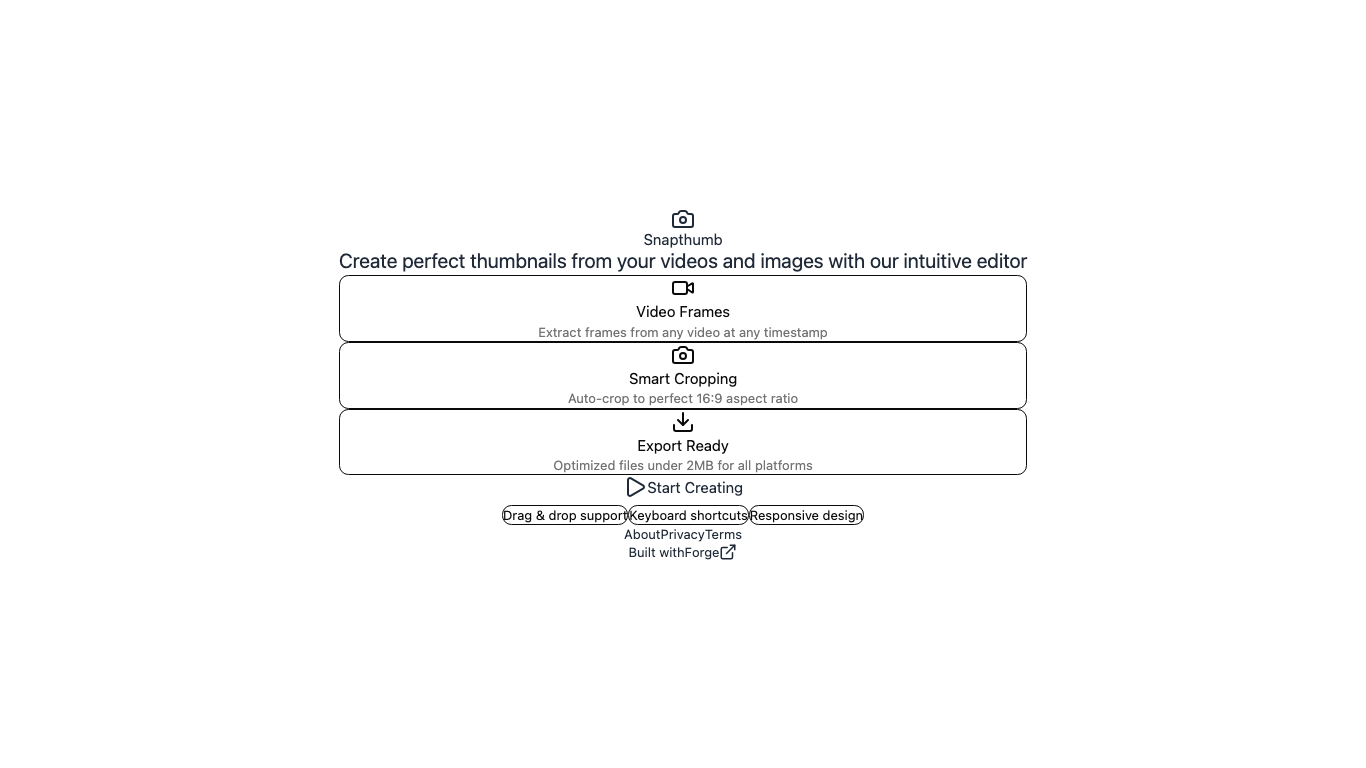 Snapthumb
Create perfect thumbnails from your videos and images with our intuitive editor
Video Frames
Extract frames from any video at any timestamp
Smart Cropping
Auto-crop to perfect 16:9 aspect ratio
Export Ready
Optimized files under 2MB for all platforms
Start Creating
Drag & drop support Keyboard shortcuts Responsive design
AboutPrivacyTerms
Built withForge